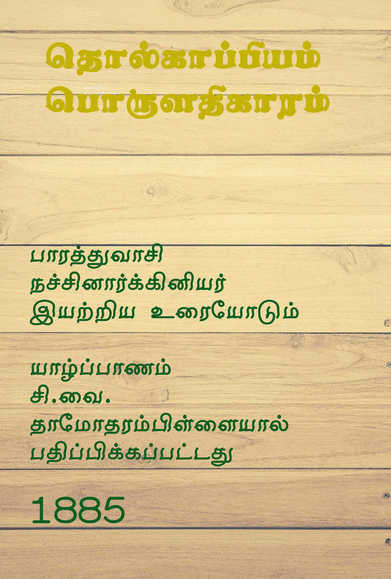 தொல்காப்பியம்
பொருளதிகாரம்
பாரத்துவாசி
நச்சினார்க்கினியர்
இயற்றிய உரையோடும்
யாழ்ப்பாணம்
சி.வை.
தாமோதரம்பிள்ளையால்
பதிப்பிக்கப்பட்டது
1885